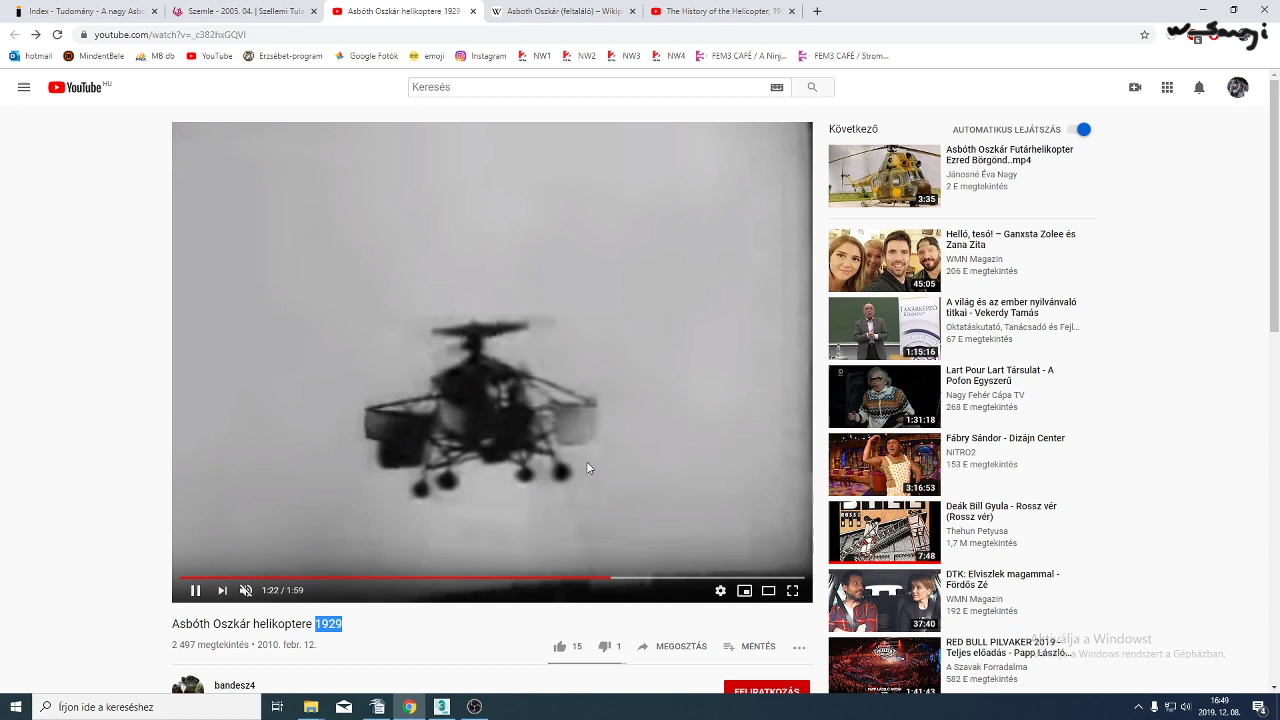 Index - Tudomány - A nagy Asb
Szemle - 2005. 04. Szellemi Tula
Asbóth Oszkár helikoptere 1929
Asbóth Oszkár (feltaláló) – Wikip
The History of the Helicopter
youtube.com/watch?v=_c382hxGQVI
hotmail
MindentBele
MB db
YouTube
Erzsébet-program
Google Fotók
emoji
Instagram
NW1
NW2
NW3
NW4
FEM3 CAFÉ / A Ninj...
FEM3 CAFÉ / Strom...
YouTube HU
Keresés
1:22 / 1:59
Asbóth Oszkár helikoptere 1929
2 497 megtekintés • 2010. febr. 12.
15
1
MEGOSZTÁS
MENTÉS
bandesz4
FELIRATKOZÁS
Következő
AUTOMATIKUS LEJÁTSZÁS
Asbóth Oszkár Futárhelikopter
Ezred Börgönd..mp4
Jánosné Éva Nagy
2 E megtekintés
3:35
Helló, tesó! – Ganxsta Zolee és
Zana Zita
WMN Magazin
206 E megtekintés
45:05
A világ és az ember nyilvánvaló
titkai - Vekerdy Tamás
Oktatáskutató, Tanácsadó és Fejl...
67 E megtekintés
TANÁRKÉPZŐ
KÖZPONT
1:15:16
Lart Pour Lart Társulat - A
Pofon Egyszerű
Nagy Fehér Cápa TV
268 E megtekintés
1:31:18
Fábry Sándor - Dizájn Center
NITRO2
153 E megtekintés
3:16:53
Deák Bill Gyula - Rossz vér
(Rossz vér)
Thehun Petyusa
1,7 M megtekintés
7:48
DTK: Elviszlek magammal -
Fördős Zé
WMN Magazin
192 E megtekintés
37:40
RED BULL PILVAKER 2019 -
Teljes előadás - Papp László...
A Szavak Forradalma
582 E megtekintés
1:41:43
Írjon ide a kereséshez
16:49
2019. 12. 08.